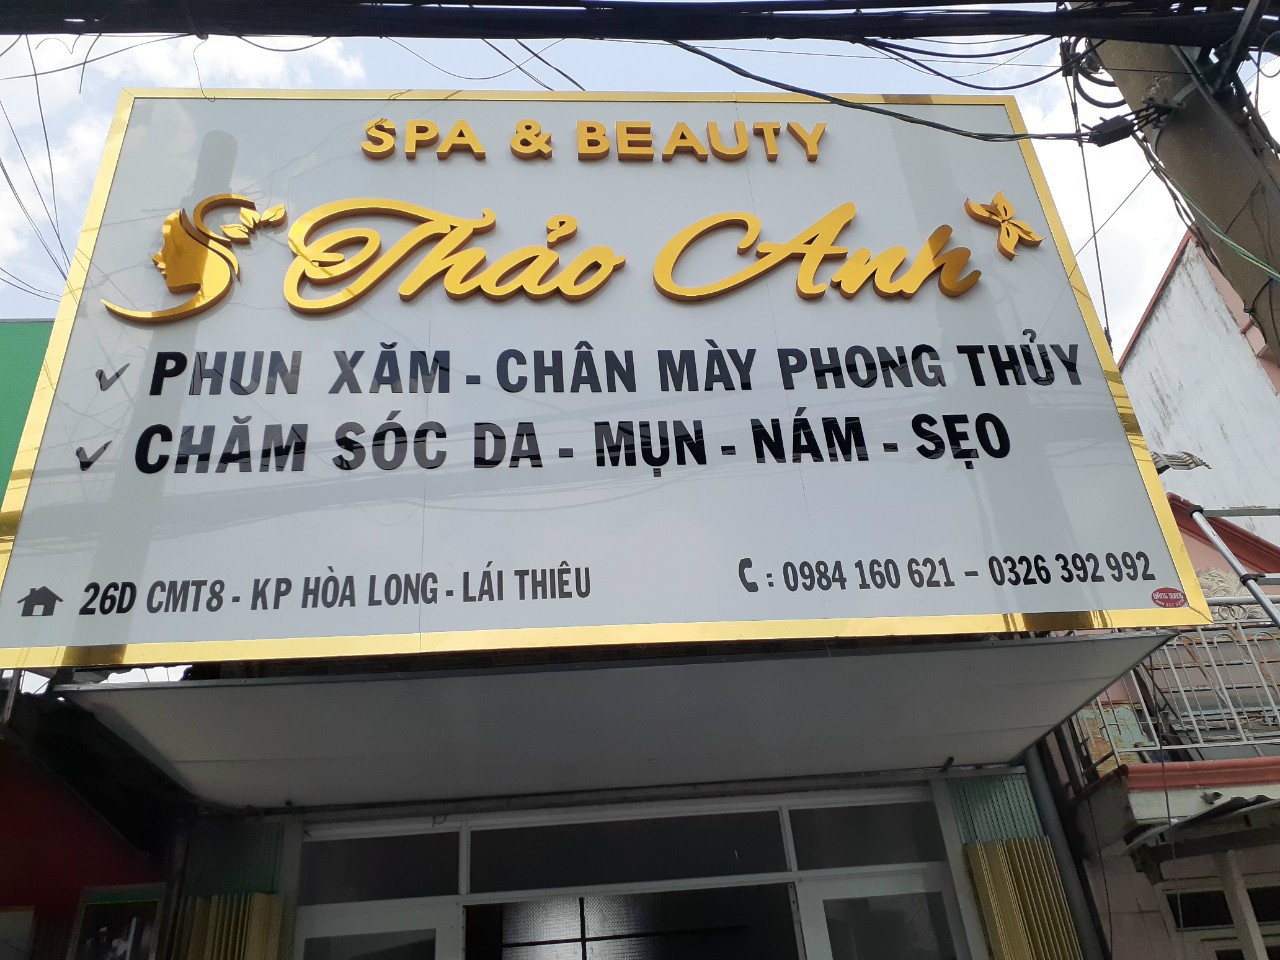 SPA & BEAUTY
Thảo Anh
PHUN XĂM - CHÂN MÀY PHONG THỦY
CHĂM SÓC DA - MỤN - NÁM - SẸO
26D CMT8 - KP HÒA LONG - LÁI THIÊU
: 0984 160 621 – 0326 392 992